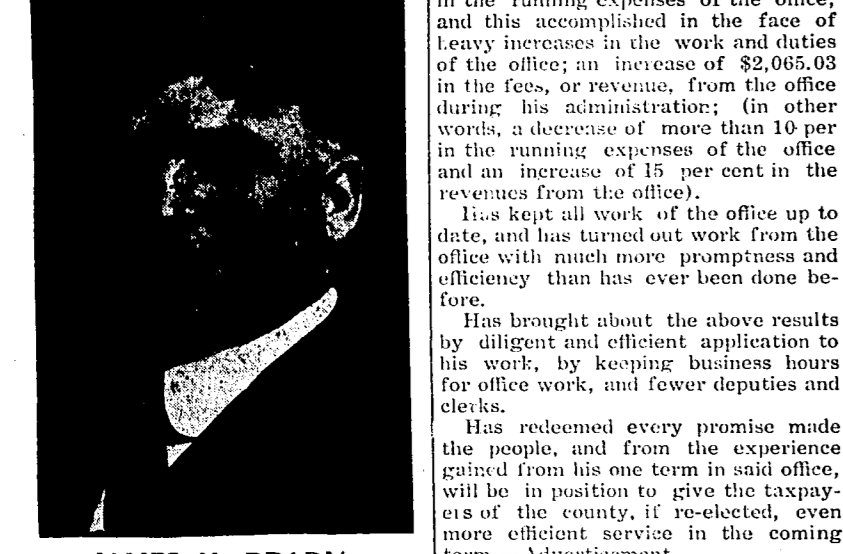 in the running expenses of the office,
and this accomplished in the face of
heavy increases in the work and duties
of the office; an increase of $2,065.03
in the fees, or revenue, from the office
during his administration; (in other
words, a decrease of more than 10 per
in the running expenses of the office
and an increase of 15 per cent in the
revenues from the office).
Has kept all work of the office up to
date, and has turned out work from the
office with much more promptness and
efficiency than has ever been done be-
fore.
Has brought about the above results
by diligent and efficient application to
his work, by keeping business hours
for office work, and fewer deputies and
clerks.
Has redeemed every promise made
the people, and from the experience
gained from his one term in said office,
will be in position to give the taxpay-
ers of the county, if re-elected, even
more efficient service in the coming
term. Advertisement